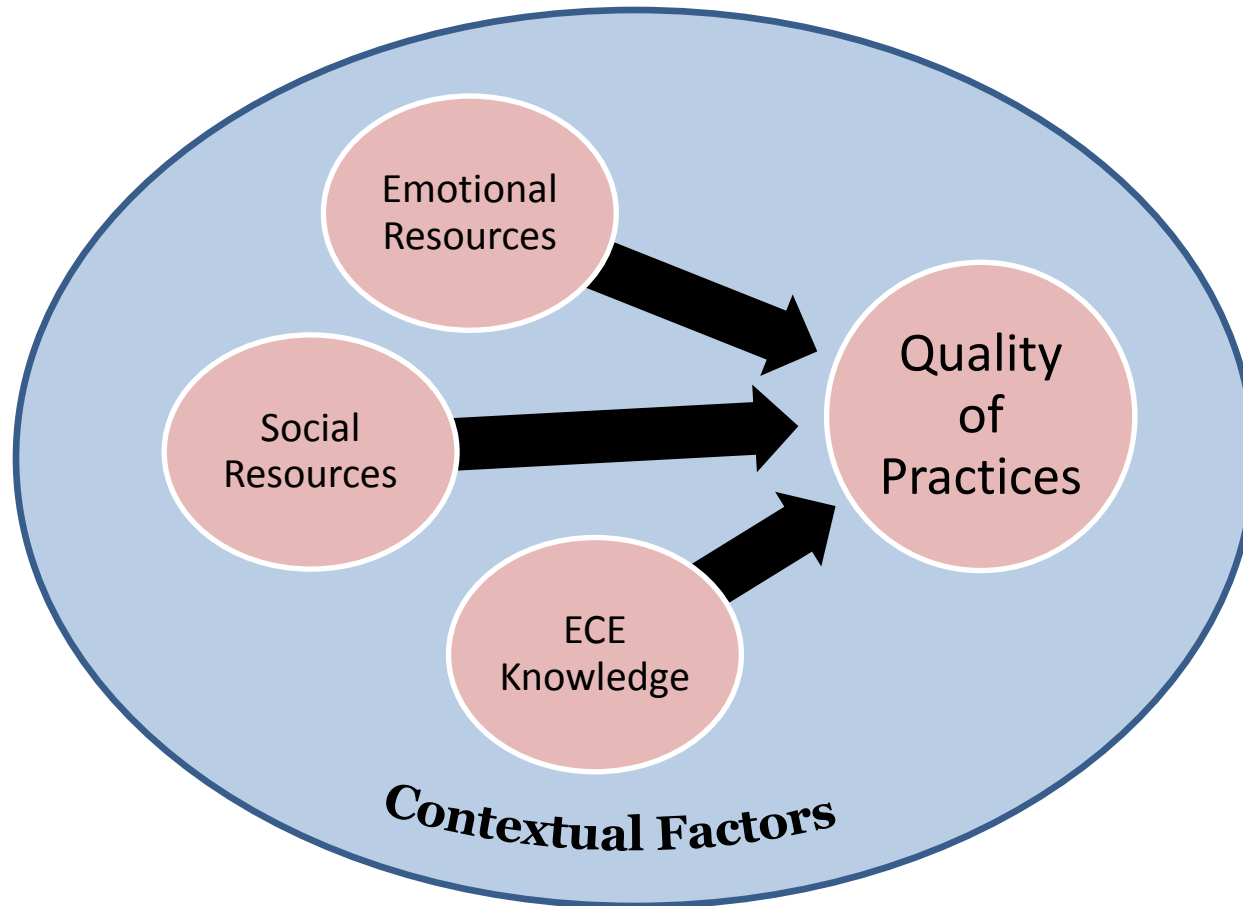 Emotional
Resources
Social
Resources
ECE
Knowledge
Quality
of
Practices
Contextual Factors